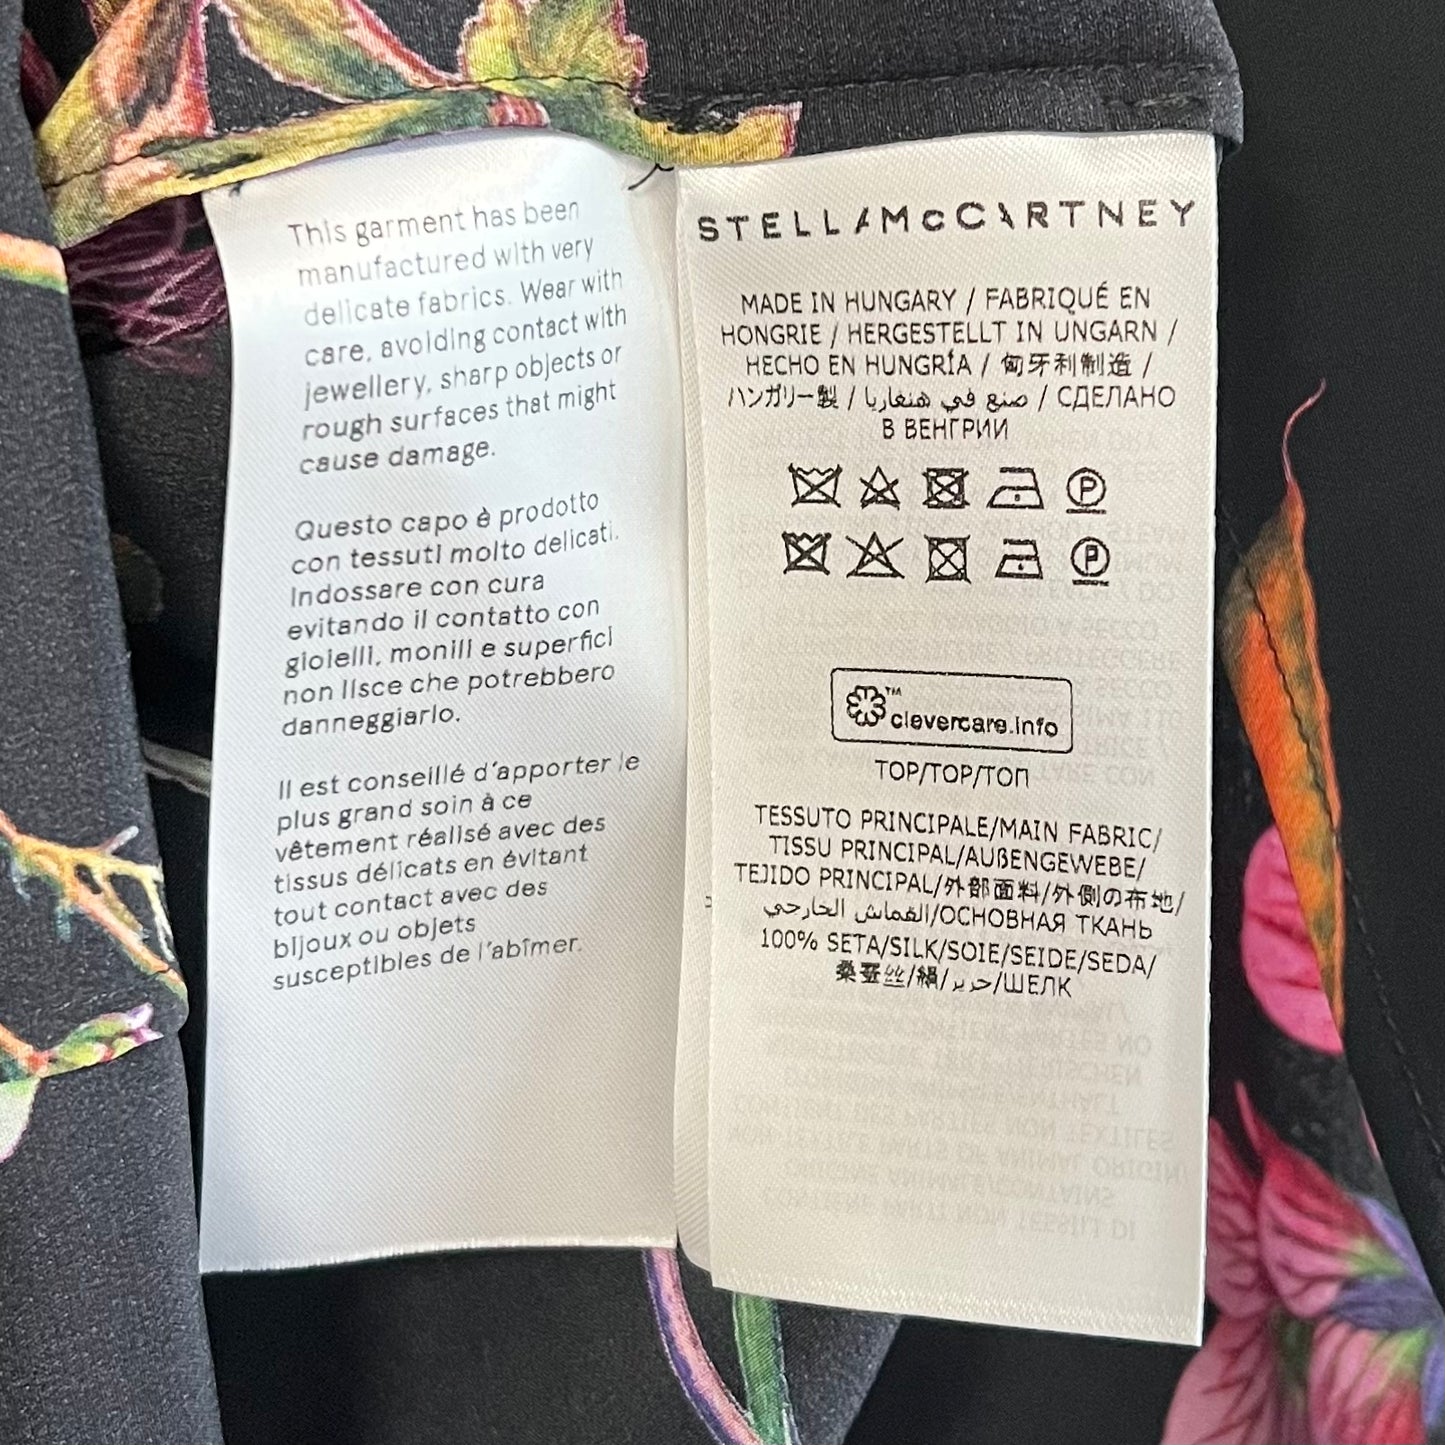 This garment has been
manufactured with very
delicate fabrics. Wear with
care, avoiding contact with
jewellery, sharp objects or
rough surfaces that might
cause damage.
Questo capo è prodotto
con tessuti molto delicati.
Indossare con cura
evitando il contatto con
gioielli, monili e superfici
non lisce che potrebbero
danneggiarlo.
Il est conseillé d'apporter le
plus grand soin à ce
vêtement réalisé avec des
tissus délicats en évitant
tout contact avec des
bijoux ou objets
susceptibles de l'abîmer.
STELLA McCARTNEY
MADE IN HUNGARY / FABRIQUÉ EN
HONGRIE / HERGESTELLT IN UNGARN /
HECHO EN HUNGRÍA / 匈牙利制造 /
ハンガリー製 / صنع في هنغاريا / СДЕЛАНО
В ВЕНГРИИ
P
P
™
clevercare.info
TOP/TOP/ТОП
TESSUTO PRINCIPALE/MAIN FABRIC/
TISSU PRINCIPAL/AUßENGEWEBE/
TEJIDO PRINCIPAL/外部面料/外側の布地/
القماش الخارجي/ОСНОВНАЯ ТКАНЬ
100% SETA/SILK/SOIE/SEIDE/SEDA/
桑蚕丝/絹/حرير/ШЕЛК